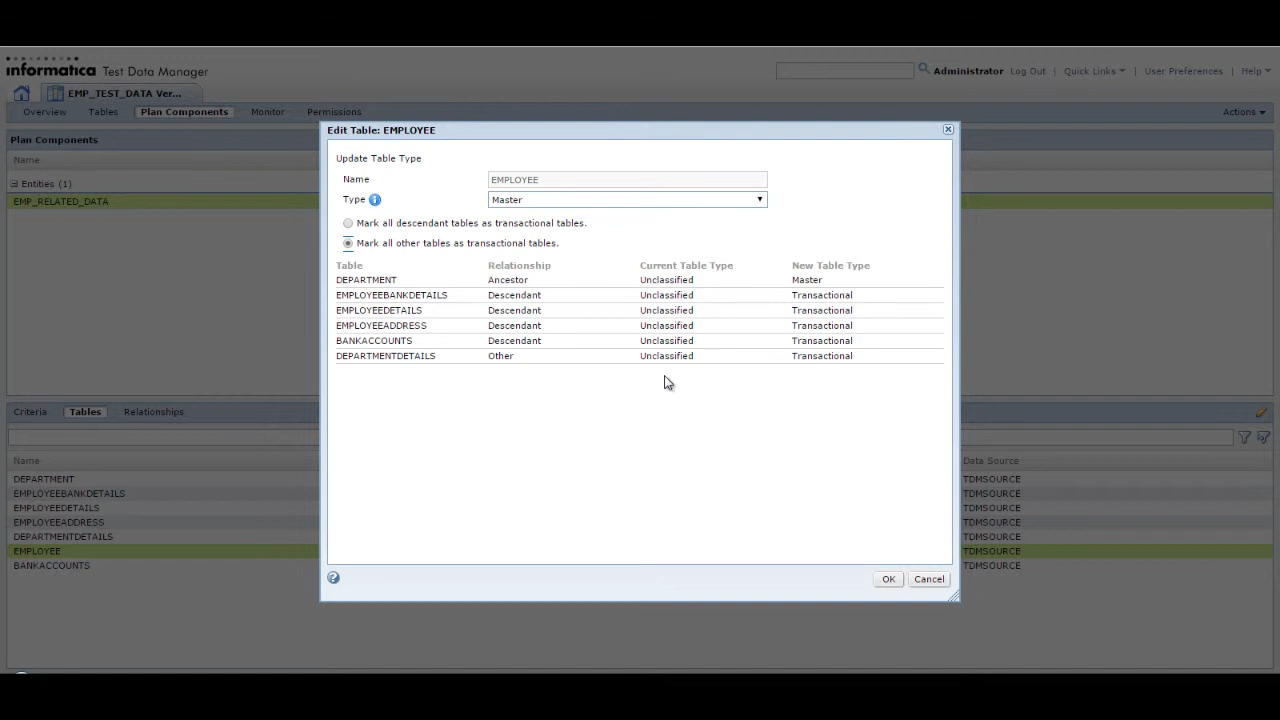 informatica Test Data Manager
Administrator Log Out Quick Links User Preferences Help
EMP_TEST_DATA Ver...
Overview Tables Plan Components Monitor Permissions Actions
Plan Components
Name
Entities (1)
EMP_RELATED_DATA
Edit Table: EMPLOYEE
Update Table Type
Name EMPLOYEE
Type Master
Mark all descendant tables as transactional tables.
Mark all other tables as transactional tables.
Table Relationship Current Table Type New Table Type
DEPARTMENT Ancestor Unclassified Master
EMPLOYEEBANKDETAILS Descendant Unclassified Transactional
EMPLOYEEDETAILS Descendant Unclassified Transactional
EMPLOYEEADDRESS Descendant Unclassified Transactional
BANKACCOUNTS Descendant Unclassified Transactional
DEPARTMENTDETAILS Other Unclassified Transactional
OK Cancel
Criteria Tables Relationships
Name Data Source
DEPARTMENT TDMSOURCE
EMPLOYEEBANKDETAILS TDMSOURCE
EMPLOYEEDETAILS TDMSOURCE
EMPLOYEEADDRESS TDMSOURCE
DEPARTMENTDETAILS TDMSOURCE
EMPLOYEE TDMSOURCE
BANKACCOUNTS TDMSOURCE